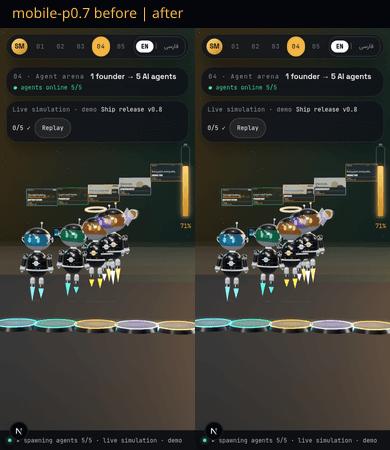 mobile-p0.7 before | after
SM 01 02 03 04 05 EN فارسی
04 · Agent arena 1 founder → 5 AI agents
agents online 5/5
Live simulation · demo Ship release v0.8
0/5 ✓ Replay
71%
N
▸ spawning agents 5/5 · live simulation · demo
SM 01 02 03 04 05 EN فارسی
04 · Agent arena 1 founder → 5 AI agents
agents online 5/5
Live simulation · demo Ship release v0.8
0/5 ✓ Replay
71%
N
▸ spawning agents 5/5 · live simulation · demo